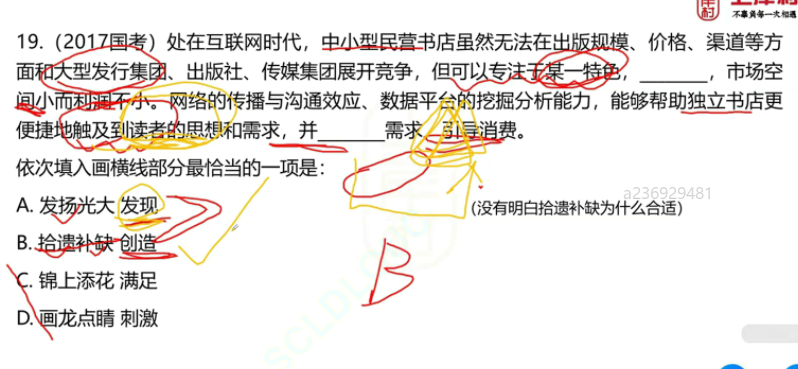 不辜负每一次相遇
19.（2017国考）处在互联网时代，中小型民营书店虽然无法在出版规模、价格、渠道等方
面和大型发行集团、出版社、传媒集团展开竞争，但可以专注于某一特色，________，市场空
间小而利润不小。网络的传播与沟通效应、数据平台的挖掘分析能力，能够帮助独立书店更
便捷地触及到读者的思想和需求，并________需求，引导消费。
依次填入画横线部分最恰当的一项是：
a236929481
A. 发扬光大 发现
（没有明白拾遗补缺为什么合适）
B. 拾遗补缺 创造
B
C. 锦上添花 满足
D. 画龙点睛 刺激